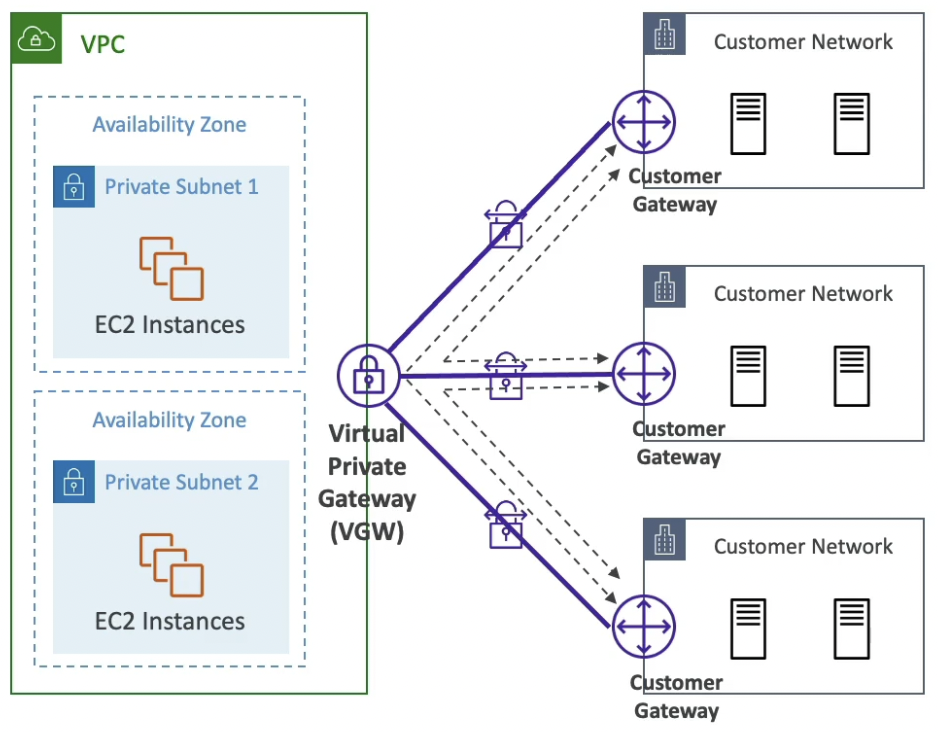 VPC
Availability Zone
Private Subnet 1
EC2 Instances
Availability Zone
Private Subnet 2
EC2 Instances
Virtual
Private
Gateway
(VGW)
Customer Network
Customer
Gateway
Customer Network
Customer
Gateway
Customer Network
Customer
Gateway